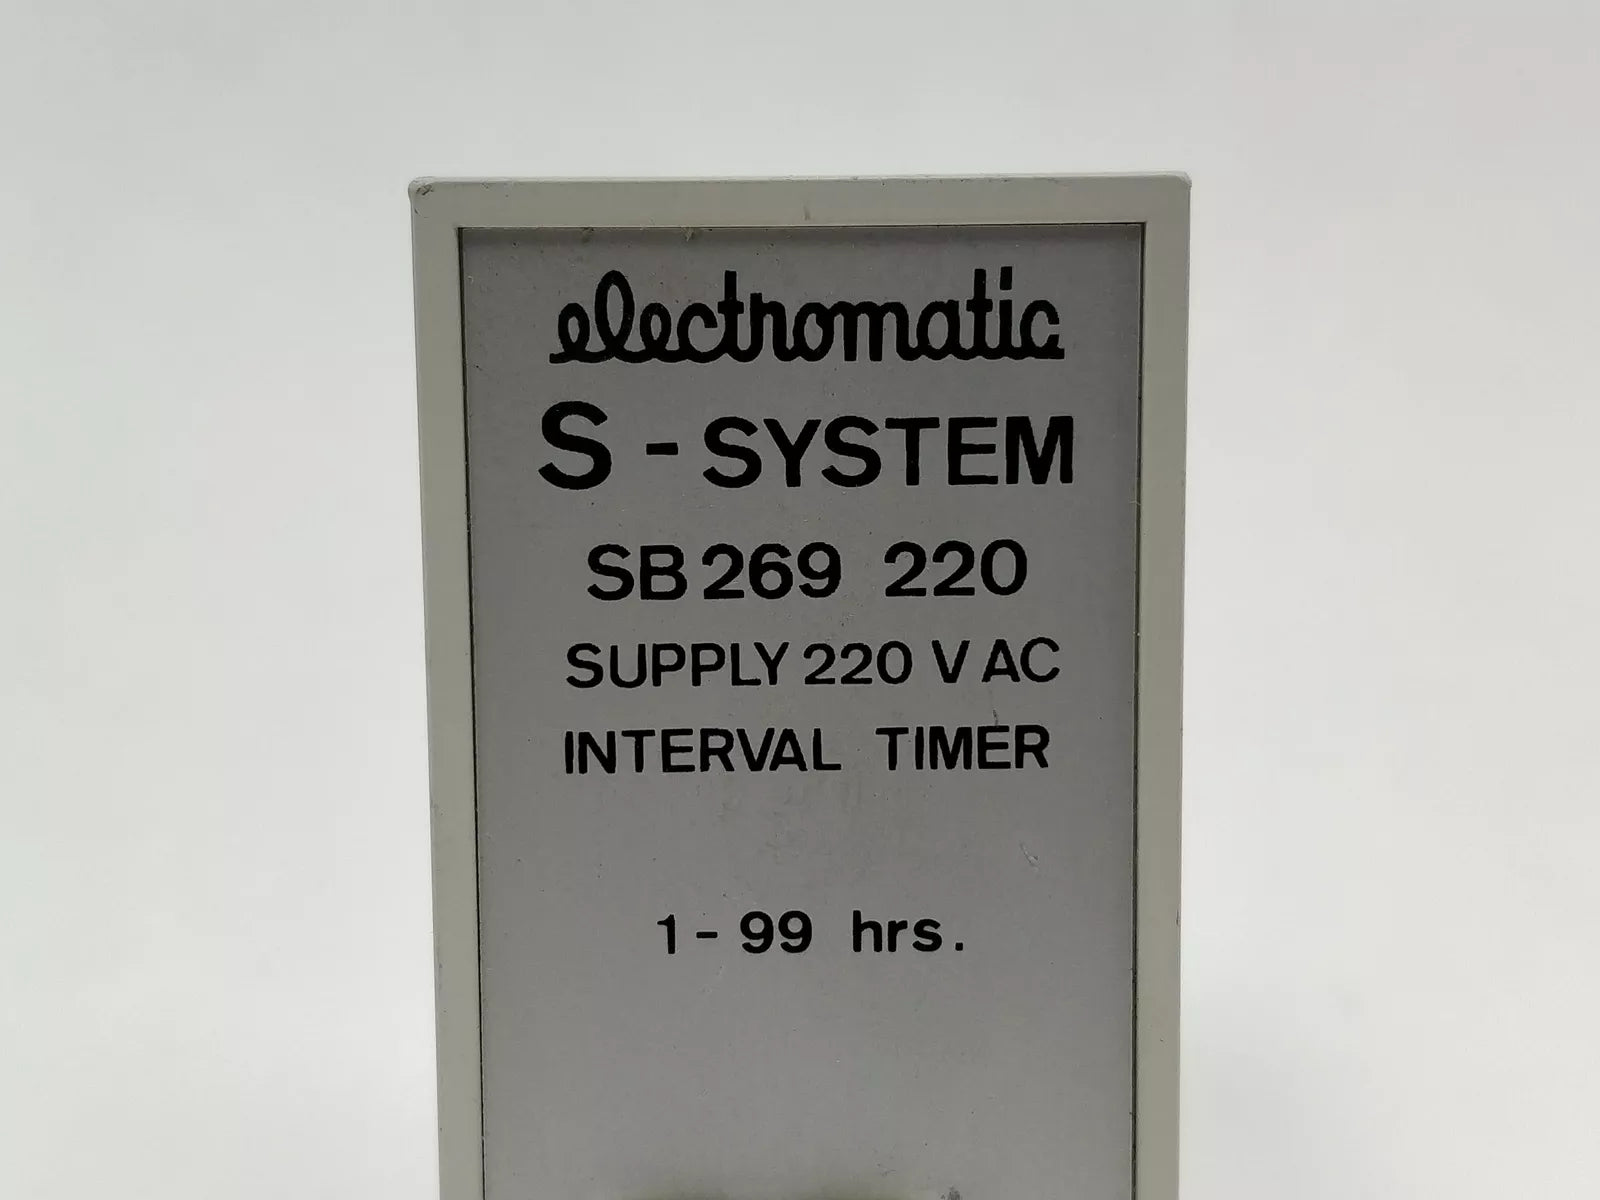 electromatic
S - SYSTEM
SB 269 220
SUPPLY 220 V AC
INTERVAL TIMER
1 - 99 hrs.